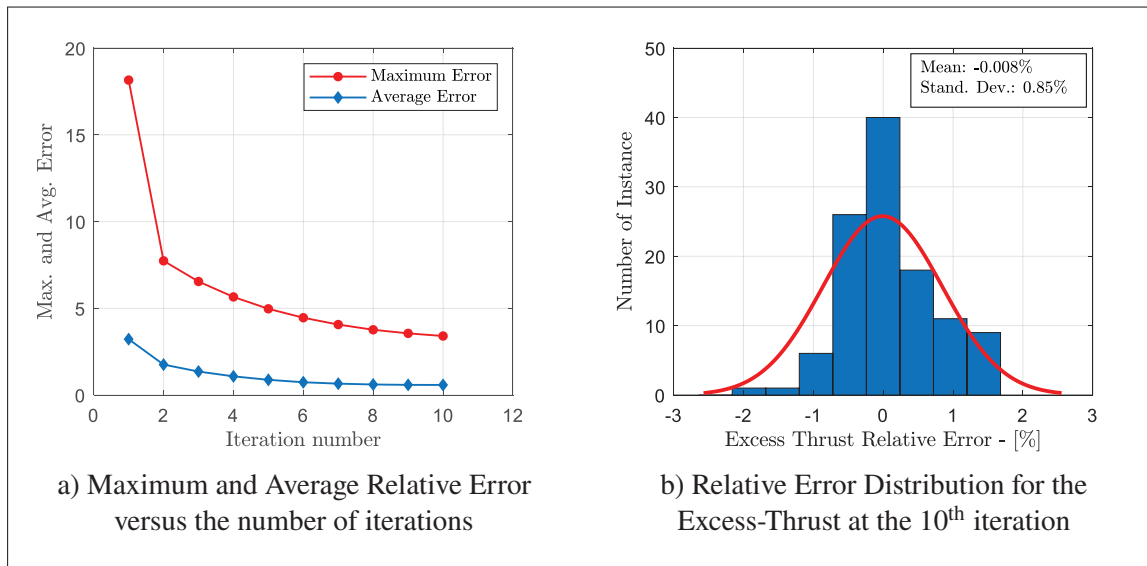 20
15
10
5
0
0
2
4
6
8
10
12
Max. and Avg. Error
Iteration number
Maximum Error
Average Error
a) Maximum and Average Relative Error
versus the number of iterations
50
40
30
20
10
0
-3
-2
-1
0
1
2
3
Number of Instance
Excess Thrust Relative Error - [%]
Mean: -0.008%
Stand. Dev.: 0.85%
b) Relative Error Distribution for the
Excess-Thrust at the 10th iteration